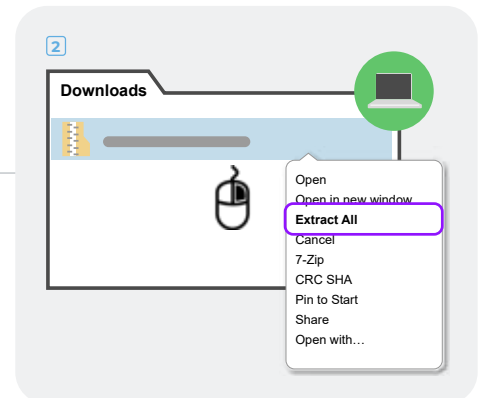 2
Downloads
Open
Open in new window
Extract All
Cancel
7-Zip
CRC SHA
Pin to Start
Share
Open with…